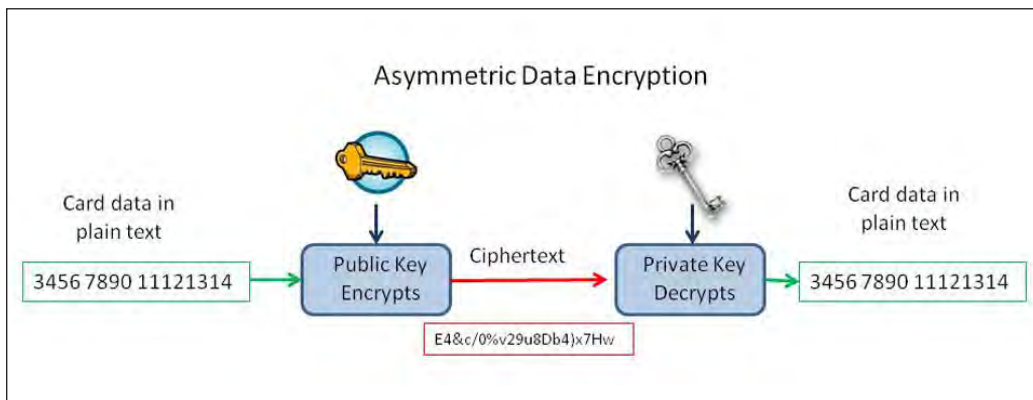 Asymmetric Data Encryption
Card data in
plain text
3456 7890 11121314
Public Key
Encrypts
Ciphertext
E4&c/0%v29u8Db4)x7Hw
Private Key
Decrypts
Card data in
plain text
3456 7890 11121314